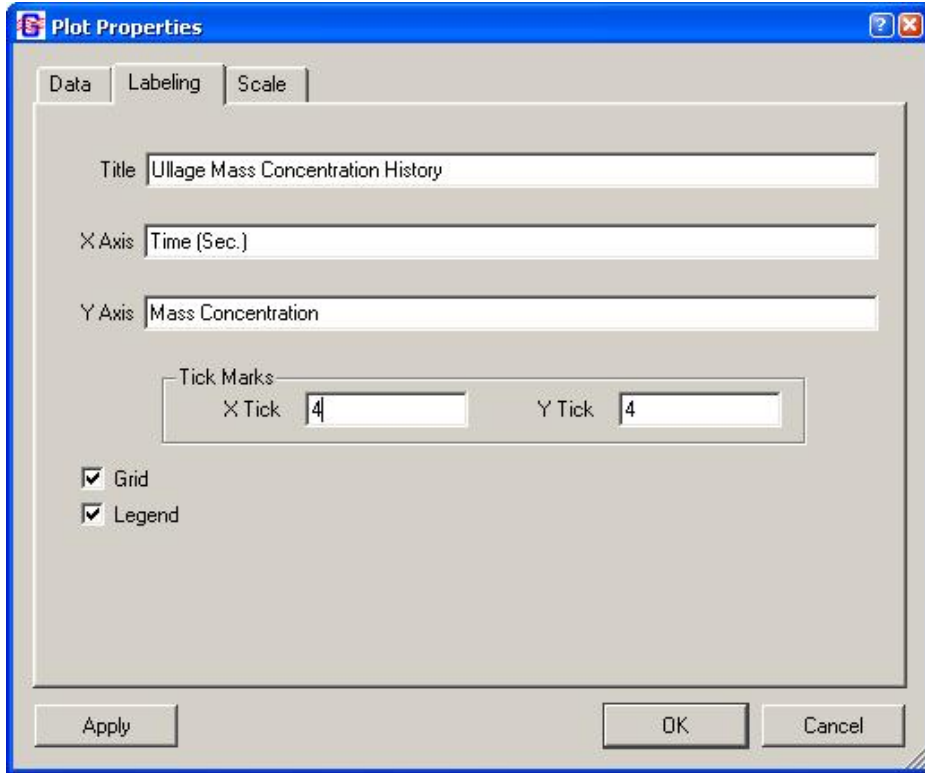 Plot Properties
Data Labeling Scale
Title Ullage Mass Concentration History
X Axis Time (Sec.)
Y Axis Mass Concentration
Tick Marks
X Tick 4 Y Tick 4
Grid
Legend
Apply OK Cancel